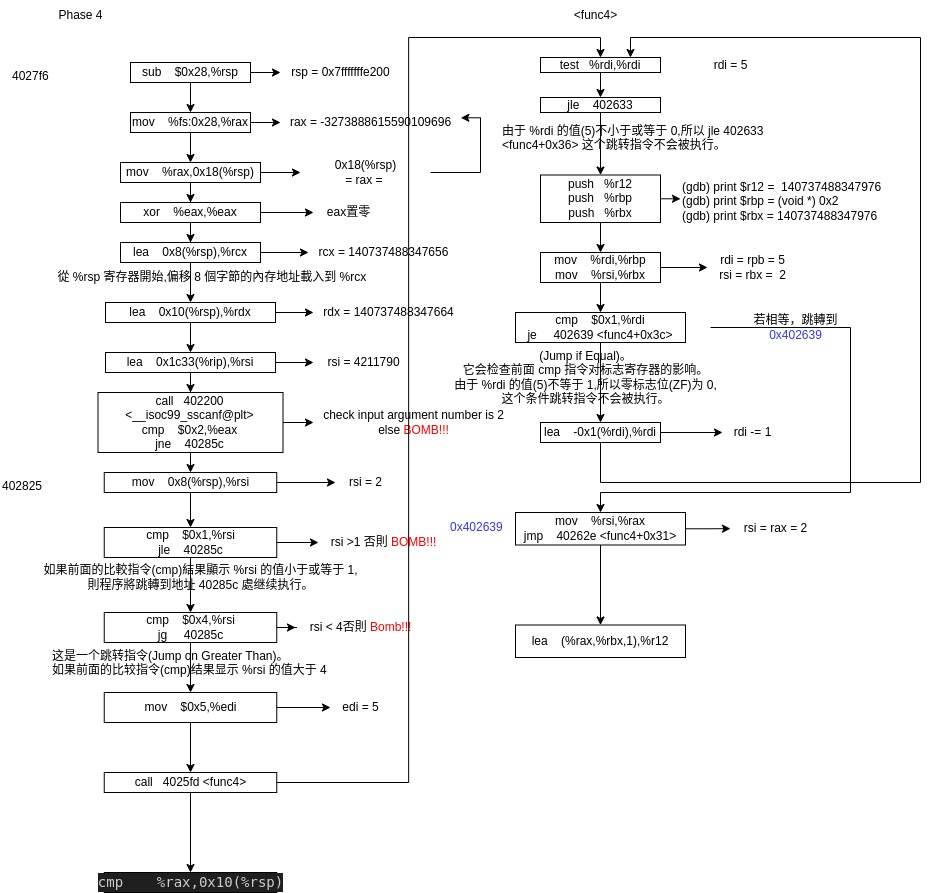 Phase 4
4027f6
sub $0x28,%rsp
rsp = 0x7fffffffe200
mov %fs:0x28,%rax
rax = -3273888615590109696
mov %rax,0x18(%rsp)
0x18(%rsp)
= rax =
xor %eax,%eax
eax置零
lea 0x8(%rsp),%rcx
rcx = 140737488347656
從 %rsp 寄存器開始,偏移 8 個字節的內存地址載入到 %rcx
lea 0x10(%rsp),%rdx
rdx = 140737488347664
lea 0x1c33(%rip),%rsi
rsi = 4211790
call 402200
<__isoc99_sscanf@plt>
cmp $0x2,%eax
jne 40285c
check input argument number is 2
else BOMB!!!
402825
mov 0x8(%rsp),%rsi
rsi = 2
cmp $0x1,%rsi
jle 40285c
rsi >1 否則 BOMB!!!
如果前面的比較指令(cmp)結果顯示 %rsi 的值小于或等于 1,
則程序將跳轉到地址 40285c 處继续执行。
cmp $0x4,%rsi
jg 40285c
rsi < 4否則 Bomb!!!
这是一个跳转指令(Jump on Greater Than)。
如果前面的比较指令(cmp)结果显示 %rsi 的值大于 4
mov $0x5,%edi
edi = 5
call 4025fd <func4>
cmp %rax,0x10(%rsp)
<func4>
test %rdi,%rdi
rdi = 5
jle 402633
由于 %rdi 的值(5)不小于或等于 0,所以 jle 402633
<func4+0x36> 这个跳转指令不会被执行。
push %r12
push %rbp
push %rbx
(gdb) print $r12 = 140737488347976
(gdb) print $rbp = (void *) 0x2
(gdb) print $rbx = 140737488347976
mov %rdi,%rbp
mov %rsi,%rbx
rdi = rpb = 5
rsi = rbx = 2
cmp $0x1,%rdi
je 402639 <func4+0x3c>
若相等，跳轉到
0x402639
(Jump if Equal)。
它会检查前面 cmp 指令对标志寄存器的影响。
由于 %rdi 的值(5)不等于 1,所以零标志位(ZF)为 0,
这个条件跳转指令不会被执行。
lea -0x1(%rdi),%rdi
rdi -= 1
0x402639
mov %rsi,%rax
jmp 40262e <func4+0x31>
rsi = rax = 2
lea (%rax,%rbx,1),%r12